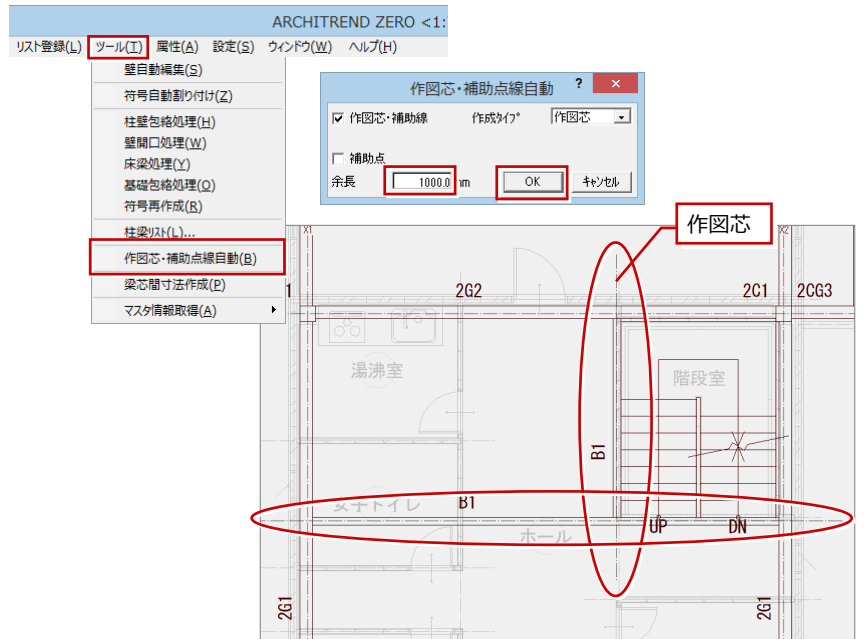 ARCHITREND ZERO <1:
リスト登録(L) ツール(T) 属性(A) 設定(S) ウィンドウ(W) ヘルプ(H)
壁自動編集(S)
符号自動割り付け(Z)
柱壁包絡処理(H)
壁開口処理(W)
床梁処理(Y)
基礎包絡処理(O)
符号再作成(R)
柱梁リスト(L)...
作図芯・補助点線自動(B)
梁芯間寸法作成(P)
マスタ情報取得(A)
作図芯・補助点線自動 ?
作図芯・補助線 作成タイプ 作図芯
補助点
余長 1000.0 mm OK キャンセル
作図芯
X1 X2
1 2G2 2C1 2CG3
湯沸室 階段室
B1
女子トイレ B1
UP DN
ホール
2G1 2G1